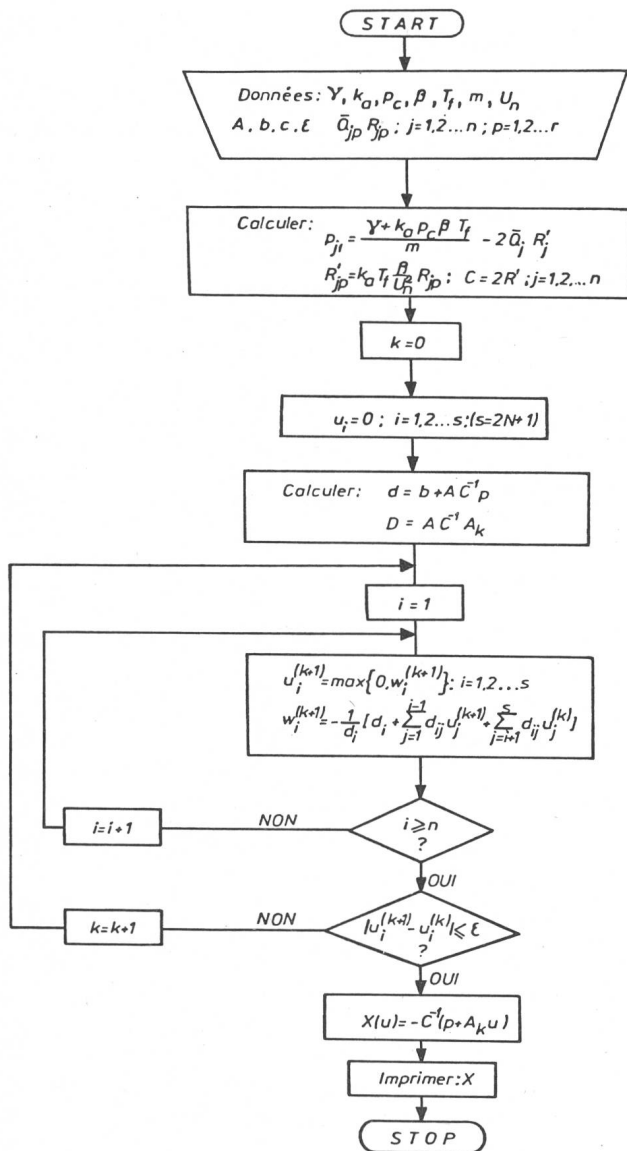 START
Données: γ, k_a, p_c, β, T_f, m, U_n
A, b, c, ε Q̄_jp R_jp ; j=1,2...n ; p=1,2...r
Calculer: p_j′ = (γ + k_a p_c β T_f)/m - 2Q̄_j R′_j
R′_jp = k_a T_f β/U_n² R_jp ; C = 2R′ ; j=1,2,...n
k=0
u_i=0 ; i=1,2...s;(s=2N+1)
Calculer: d = b + A C⁻¹ p
D = A C⁻¹ A_k
i = 1
u_i^(k+1) = max{0, w_i^(k+1)}: i=1,2...s
w_i^(k+1) = -1/d_i [d_i + Σ_{j=1}^{i-1} d_ij u_j^(k+1) + Σ_{j=i+1}^{s} d_ij u_j^(k)]
i=i+1 NON i ⩾ n
?
OUI
k=k+1 NON |u_i^(k+1) - u_i^(k)| ⩽ ε
?
OUI
X(u)=-C⁻¹(p+A_k u)
Imprimer: X
STOP